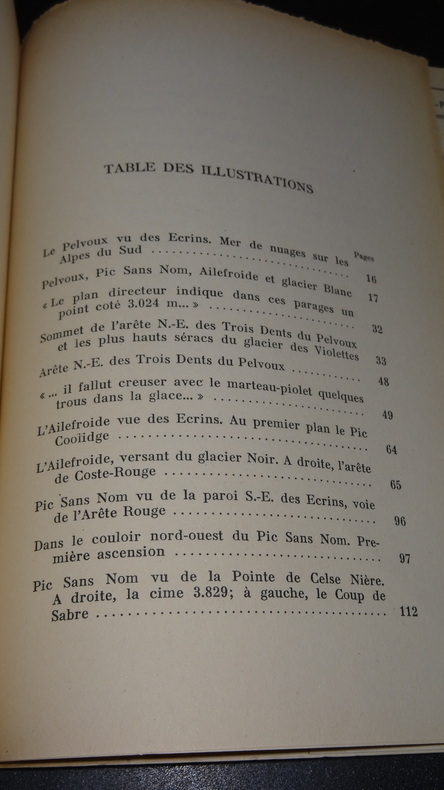 TABLE DES ILLUSTRATIONS
Pages
Le Pelvoux vu des Ecrins. Mer de nuages sur les
Alpes du Sud .......................... 16
Pelvoux, Pic Sans Nom, Ailefroide et glacier Blanc 17
« Le plan directeur indique dans ces parages un
point coté 3.024 m... » .................... 32
Sommet de l'arête N.-E. des Trois Dents du Pelvoux
et les plus hauts séracs du glacier des Violettes 33
Arête N.-E. des Trois Dents du Pelvoux .......... 48
« ... il fallut creuser avec le marteau-piolet quelques
trous dans la glace... » .................... 49
L'Ailefroide vue des Ecrins. Au premier plan le Pic
Coolidge .............................. 64
L'Ailefroide, versant du glacier Noir. A droite, l'arête
de Coste-Rouge ........................ 65
Pic Sans Nom vu de la paroi S.-E. des Ecrins, voie
de l'Arête Rouge ........................ 96
Dans le couloir nord-ouest du Pic Sans Nom. Pre-
mière ascension ........................ 97
Pic Sans Nom vu de la Pointe de Celse Nière.
A droite, la cime 3.829; à gauche, le Coup de
Sabre .................................. 112